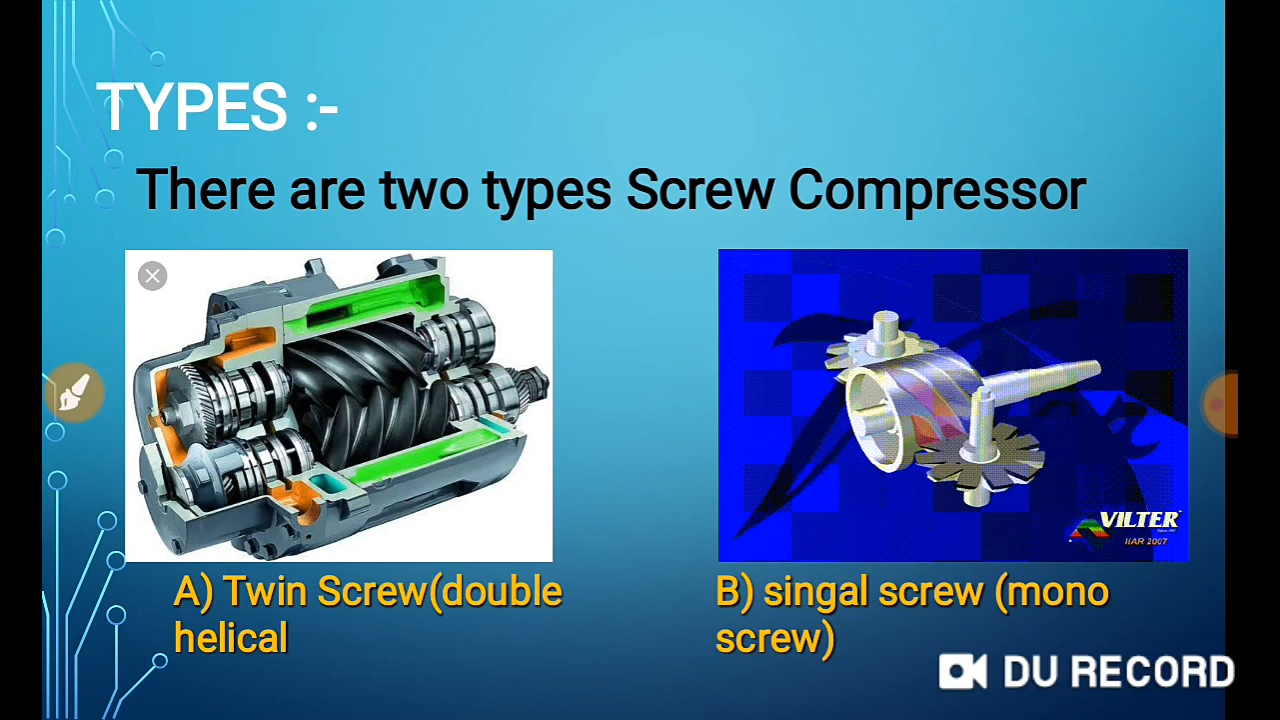 TYPES :-
There are two types Screw Compressor
VILTER
IIAR 2007
A) Twin Screw(double
helical
B) singal screw (mono
screw)
DU RECORD